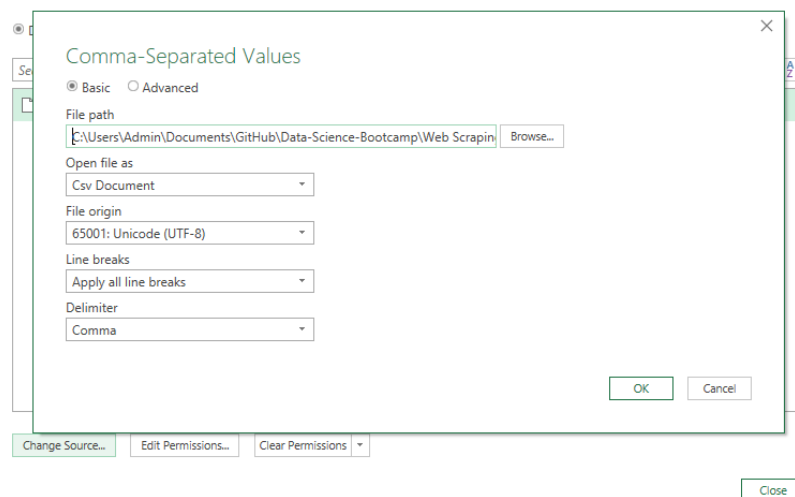 Comma-Separated Values
Basic Advanced
File path
C:\Users\Admin\Documents\GitHub\Data-Science-Bootcamp\Web Scrapin Browse...
Open file as
Csv Document
File origin
65001: Unicode (UTF-8)
Line breaks
Apply all line breaks
Delimiter
Comma
OK Cancel
Change Source... Edit Permissions... Clear Permissions
Close